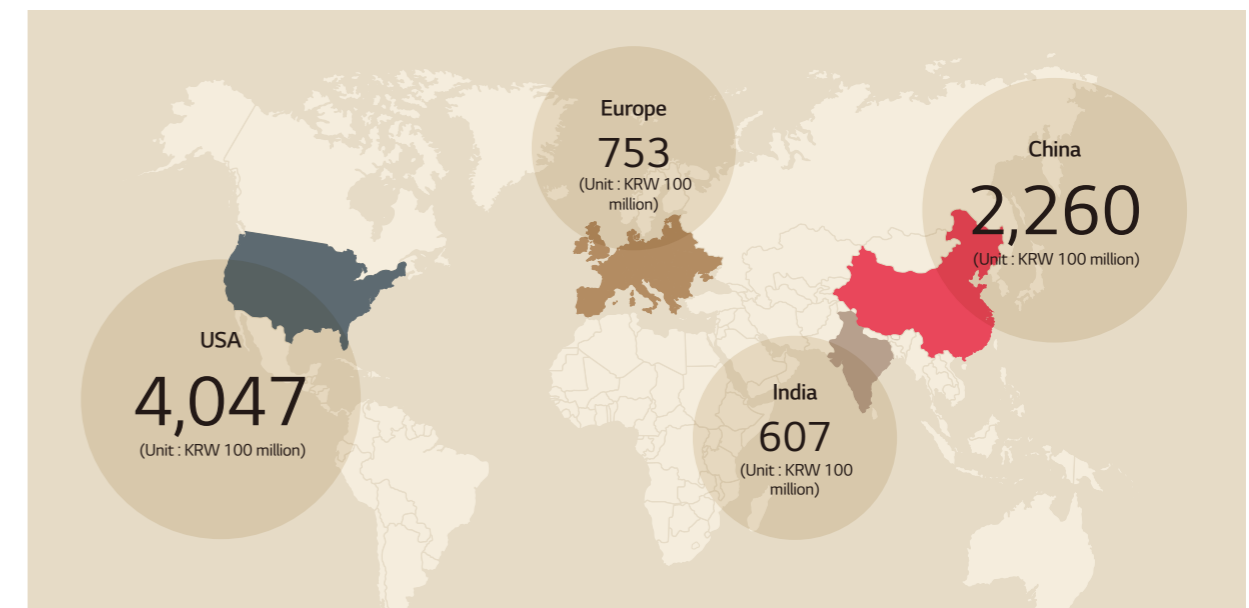 Europe
753
(Unit : KRW 100
million)
China
2,260
(Unit : KRW 100 million)
USA
4,047
(Unit : KRW 100 million)
India
607
(Unit : KRW 100
million)